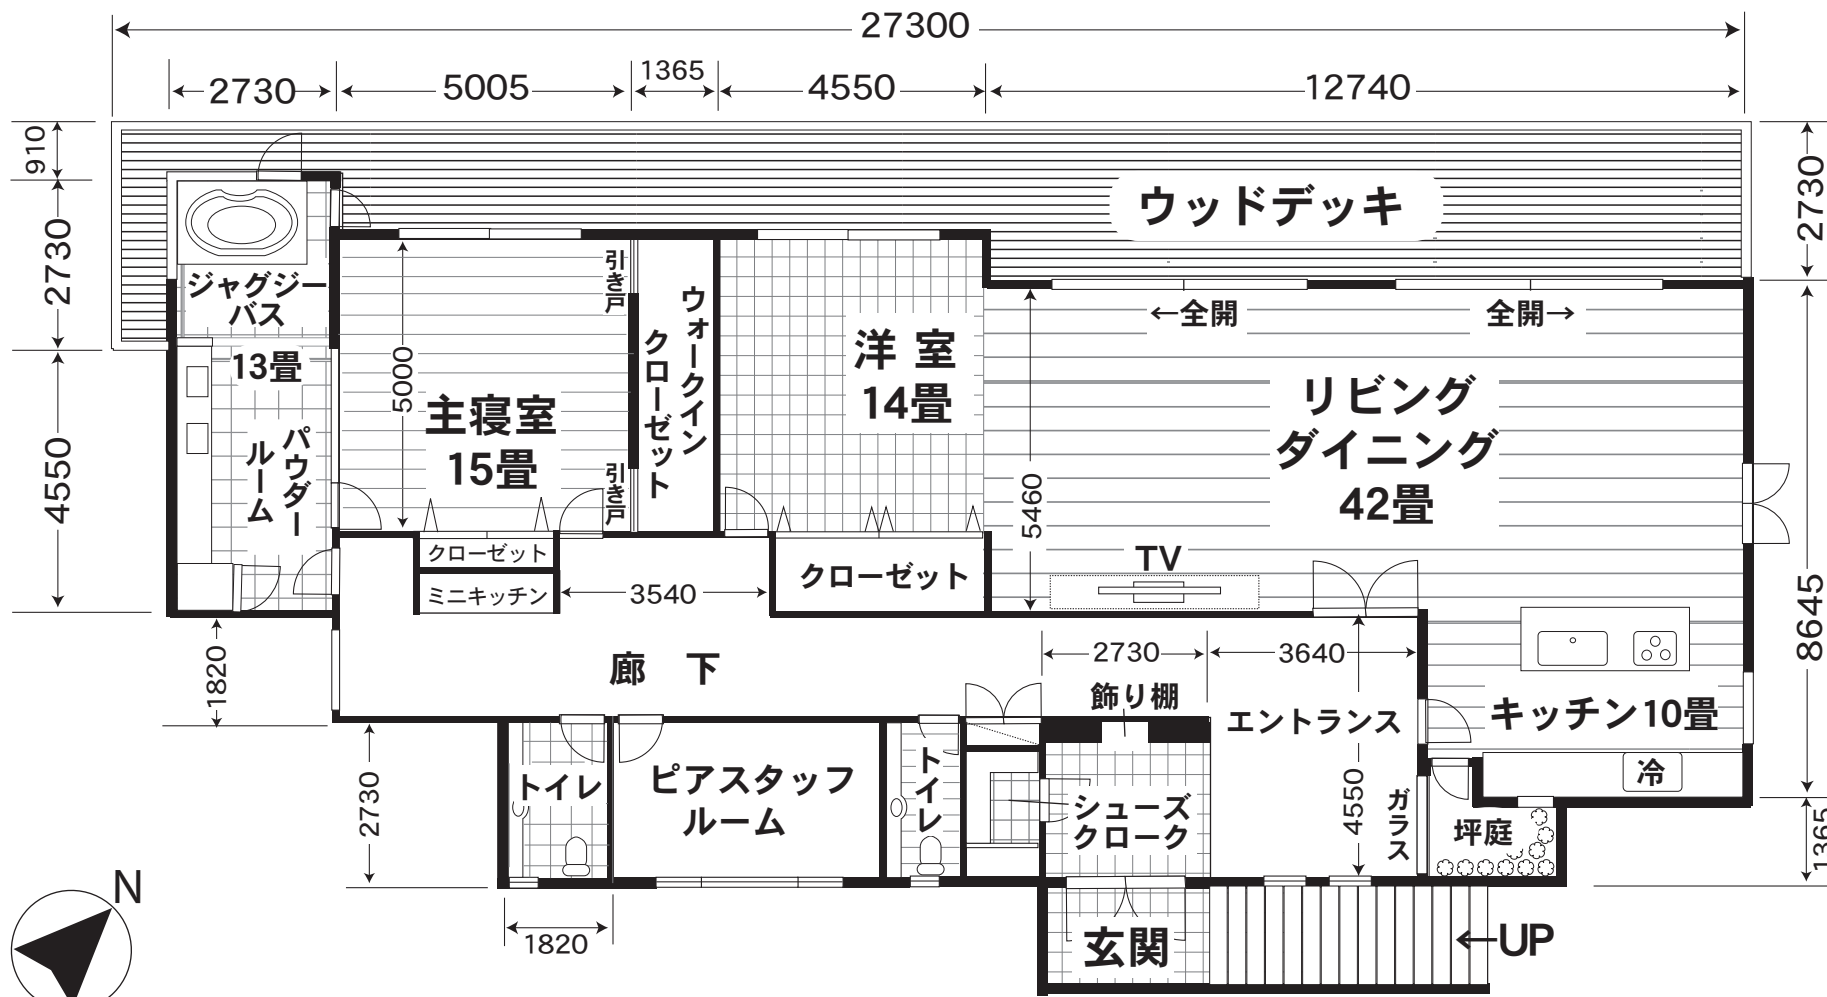 27300
2730
5005
1365
4550
12740
910
2730
4550
1820
2730
8645
1365
ウッドデッキ
ジャグジー
バス
13畳
パウダー
ルーム
5000
主寝室
15畳
引き戸
引き戸
ウォークイン
クローゼット
洋室
14畳
←全開
全開→
リビング
ダイニング
42畳
5460
TV
クローゼット
ミニキッチン
3540
クローゼット
廊下
2730
3640
飾り棚
エントランス
キッチン10畳
冷
2730
トイレ
ピアスタッフ
ルーム
トイレ
シューズ
クローク
4550
ガラス
坪庭
1820
玄関
←UP
N